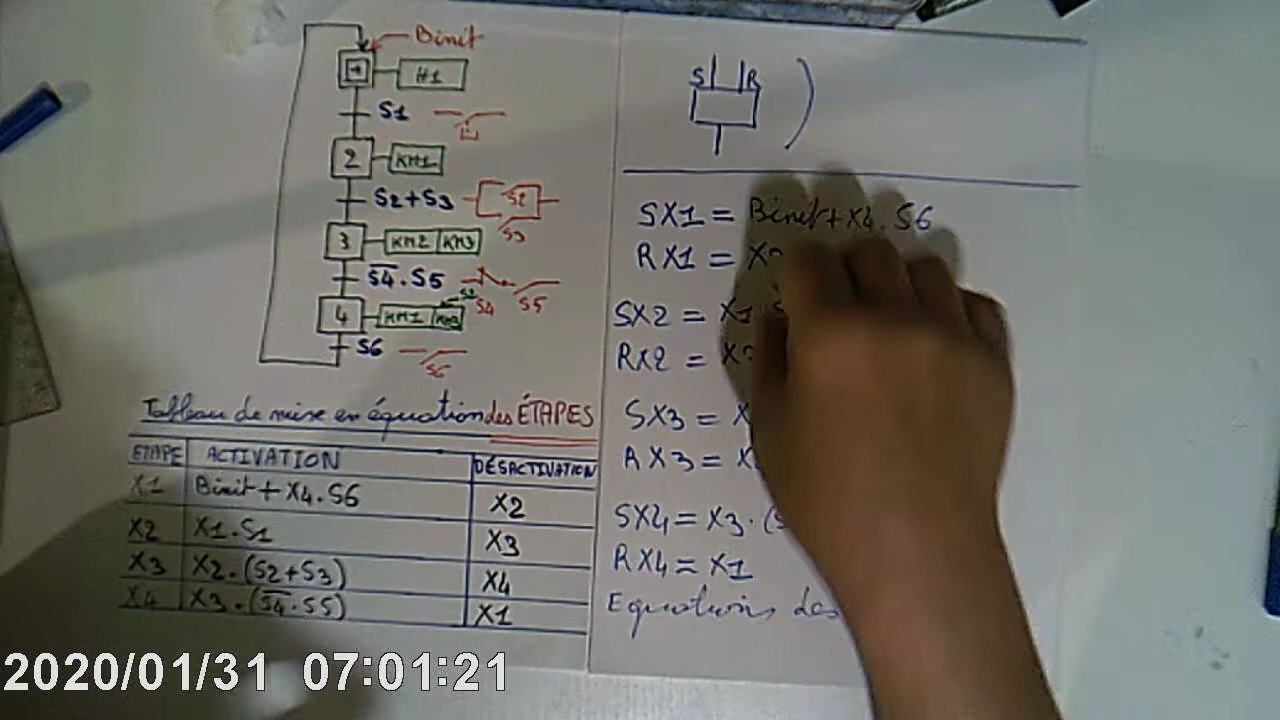 Binit
H1
S1
2
KM1
S2+S3
S2
S3
3
KM2 KM3
S4.S5
S4
S5
4
KM1
S6
S6
Tableau de mise en équation des ÉTAPES
ETAPE ACTIVATION DÉSACTIVATION
X1 Binit+X4.S6 X2
X2 X1.S1 X3
X3 X2.(S2+S3) X4
X4 X3.(S̅4̅.S5) X1
S R
SX1 = Binit+X4.S6
RX1 =
SX2 = X1
RX2 =
SX3 =
RX3 =
SX4 = X3.(
RX4 = X1
Equations des
2020/01/31 07:01:21